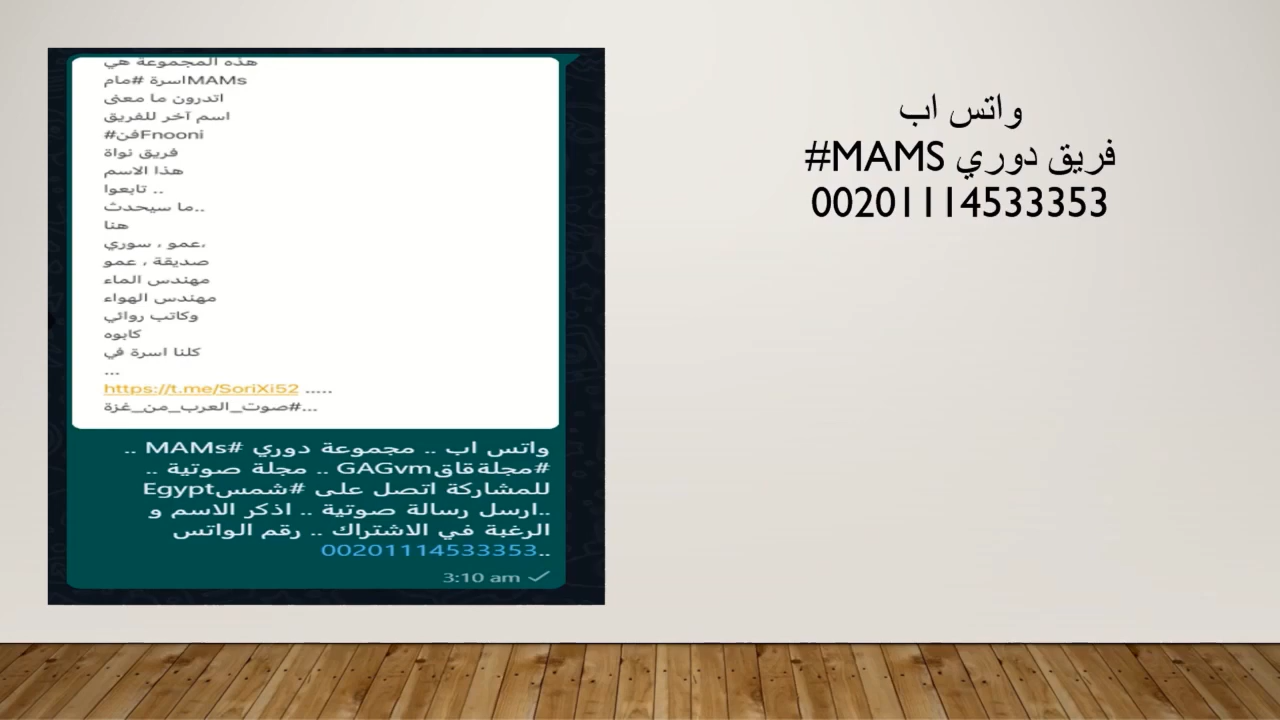 هذه المجموعة هي
اسرة #مامMAMs
اتدرون ما معنى
اسم آخر للفريق
#فنFnooni
فريق نواة
هذا الاسم
.. تابعوا
..ما سيحدث
هنا
،عمو ، سوري
صديقة ، عمو
مهندس الماء
مهندس الهواء
وكاتب روائي
كابوه
كلنا اسرة في
...
https://t.me/SoriXi52 .....
...#صوت_العرب_من_غزة
واتس اب .. مجموعة دوري #MAMs ..
#مجلةقاقGAGvm .. مجلة صوتية ..
للمشاركة اتصل على #شمسEgypt
..ارسل رسالة صوتية .. اذكر الاسم و
الرغبة في الاشتراك .. رقم الواتس
..00201114533353
3:10 am
واتس اب
فريق دوري MAMS#
00201114533353